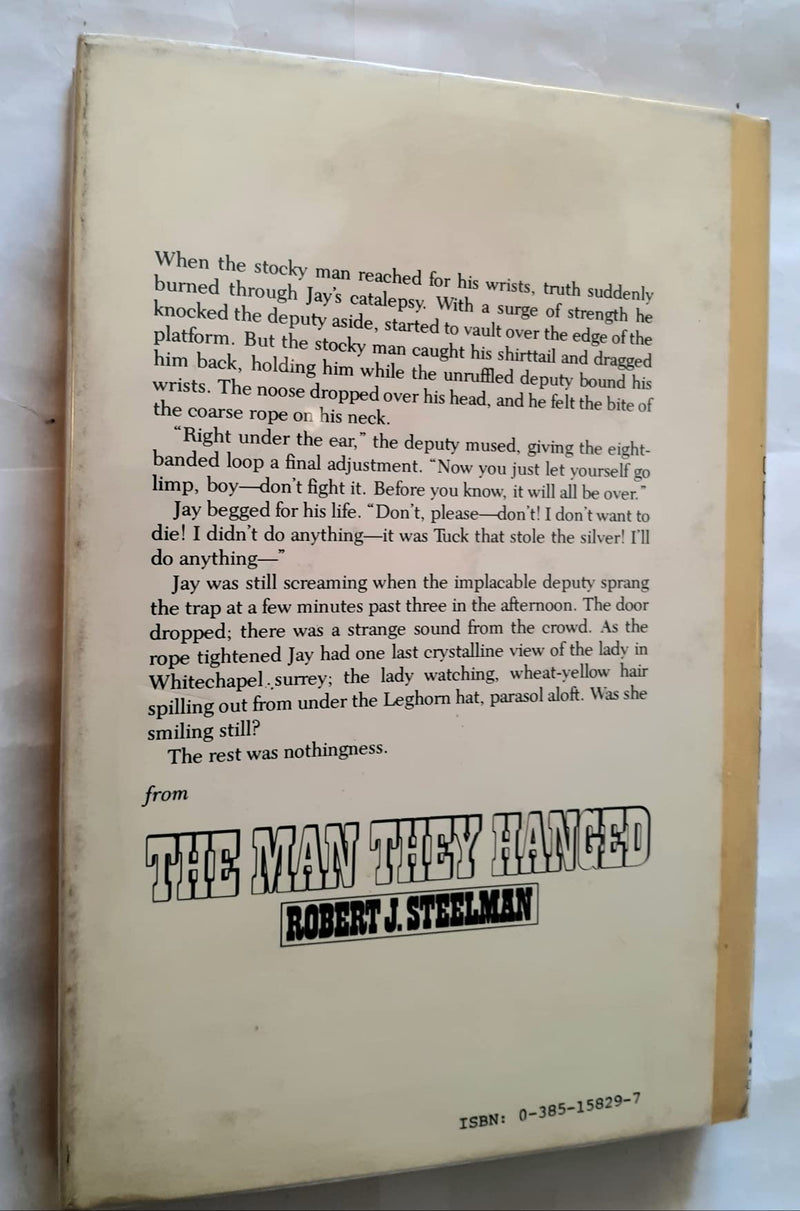 When the stocky man reached for his wrists, truth suddenly
burned through Jay's catalepsy. With a surge of strength he
knocked the deputy aside, started to vault over the edge of the
platform. But the stocky man caught his shirttail and dragged
him back, holding him while the unruffled deputy bound his
wrists. The noose dropped over his head, and he felt the bite of
the coarse rope on his neck.
“Right under the ear,” the deputy mused, giving the eight-
banded loop a final adjustment. “Now you just let yourself go
limp, boy—don't fight it. Before you know, it will all be over.”
Jay begged for his life. “Don't, please—don't! I don't want to
die! I didn't do anything—it was Tuck that stole the silver! I'll
do anything—”
Jay was still screaming when the implacable deputy sprang
the trap at a few minutes past three in the afternoon. The door
dropped; there was a strange sound from the crowd. As the
rope tightened Jay had one last crystalline view of the lady in
Whitechapel surrey; the lady watching, wheat-yellow hair
spilling out from under the Leghorn hat, parasol aloft. Was she
smiling still?
The rest was nothingness.
from
THE MAN THEY HANGED
ROBERT J. STEELMAN
ISBN: 0-385-15829-7